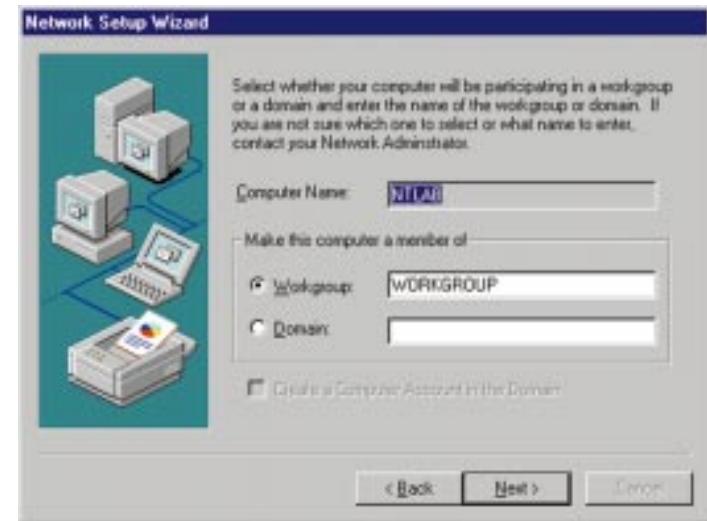 Network Setup Wizard
Select whether your computer will be participating in a workgroup
or a domain and enter the name of the workgroup or domain. If
you are not sure which one to select or what name to enter,
contact your Network Adminstrator.
Computer Name: NTLAB
Make this computer a member of
Workgroup: WORKGROUP
Domain:
Create a Computer Account in the Domain
< Back Next > Cancel